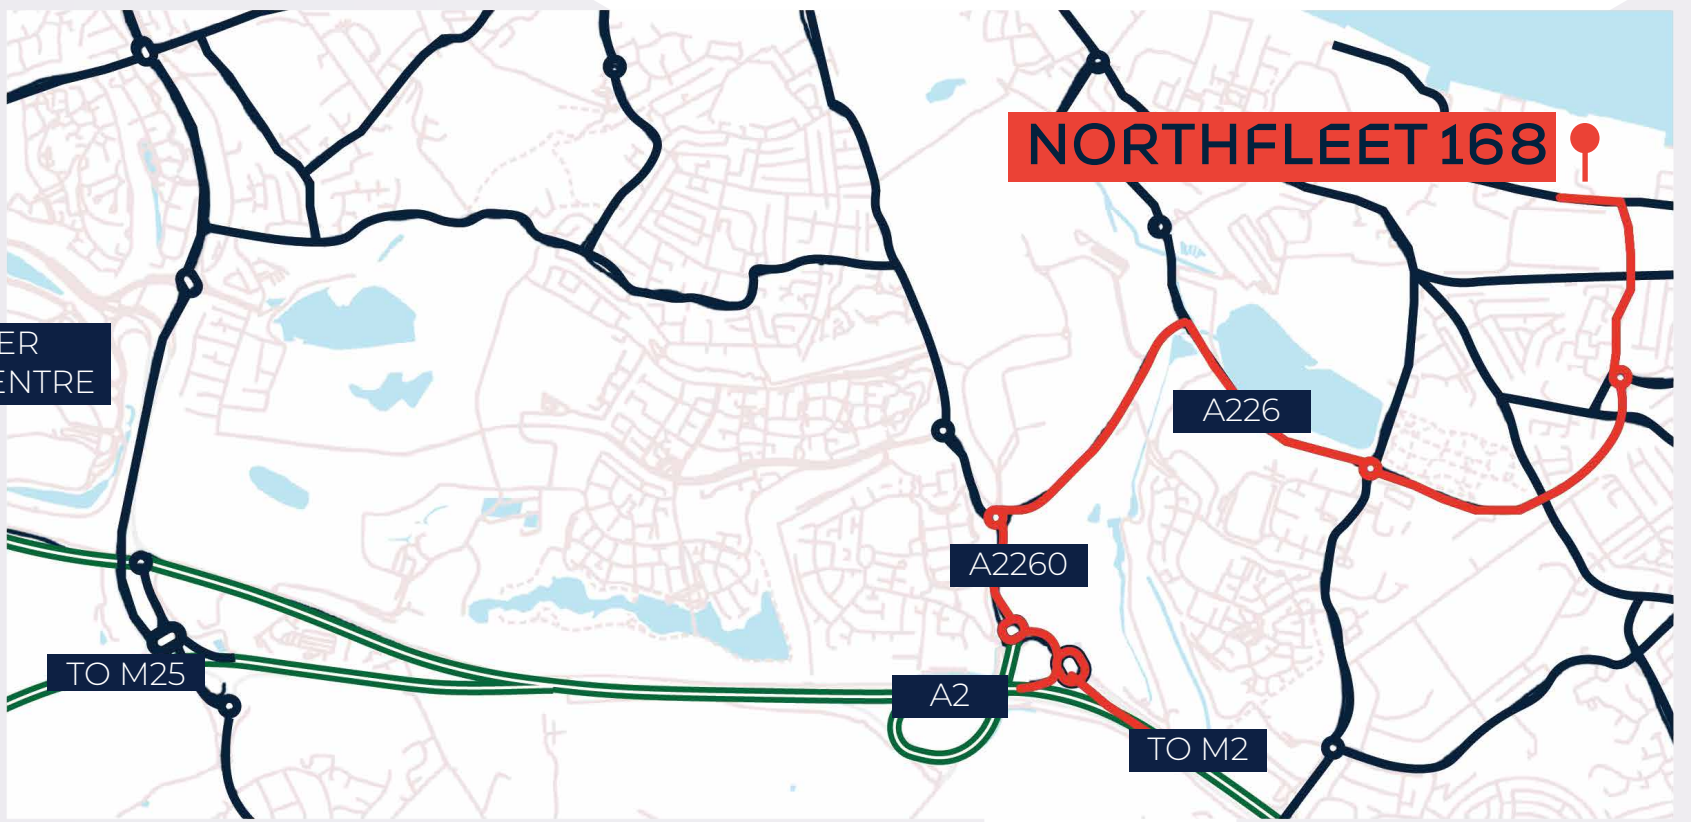 NORTHFLEET 168
ER
ENTRE
A226
A2260
TO M25
A2
TO M2